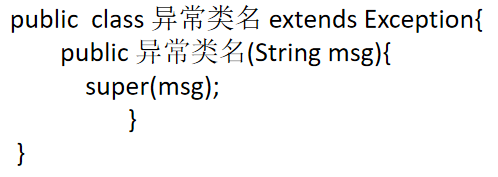 public class 异常类名 extends Exception{
public 异常类名(String msg){
super(msg);
}
}